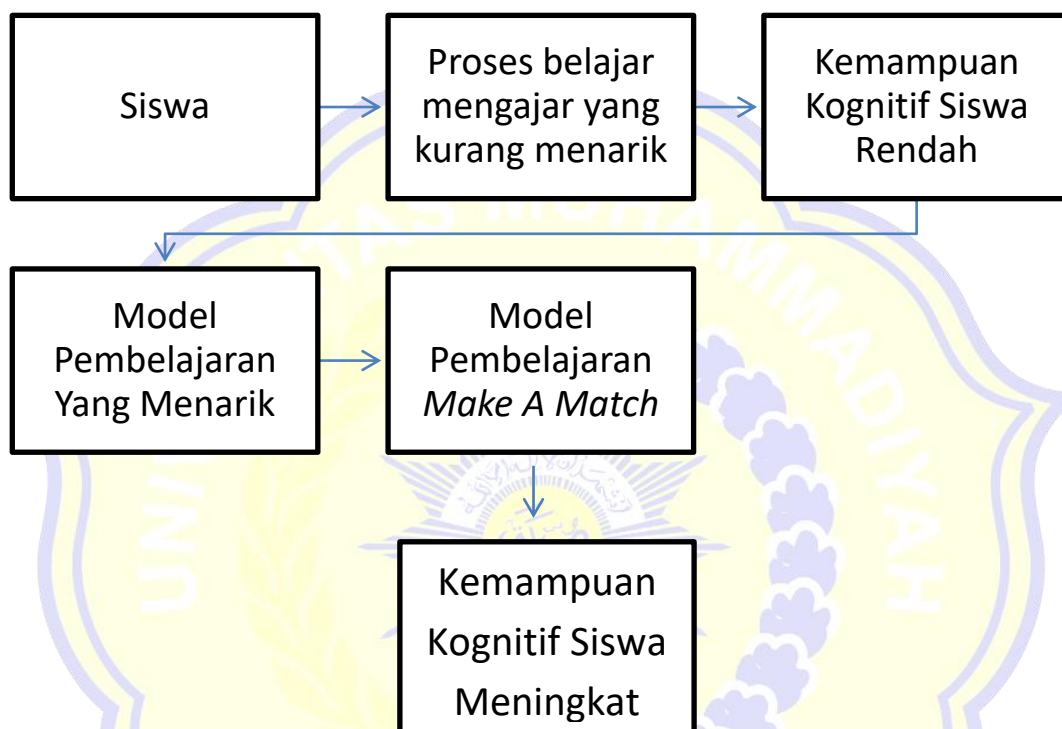 Siswa
Proses belajar
mengajar yang
kurang menarik
Kemampuan
Kognitif Siswa
Rendah
Model
Pembelajaran
Yang Menarik
Model
Pembelajaran
Make A Match
Kemampuan
Kognitif Siswa
Meningkat